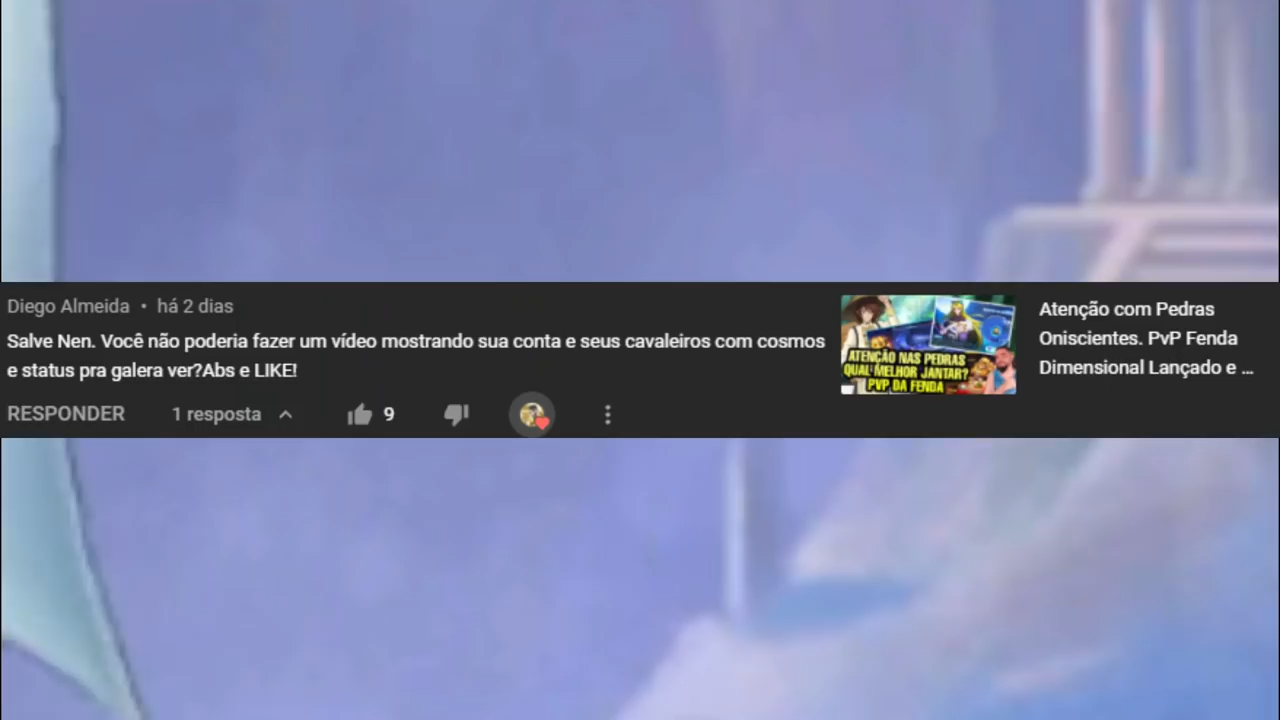 Diego Almeida • há 2 dias
Salve Nen. Você não poderia fazer um vídeo mostrando sua conta e seus cavaleiros com cosmos
e status pra galera ver?Abs e LIKE!
RESPONDER 1 resposta 9
ATENÇÃO NAS PEDRAS
QUAL MELHOR JANTAR?
PVP DA FENDA
Atenção com Pedras
Oniscientes. PvP Fenda
Dimensional Lançado e ...